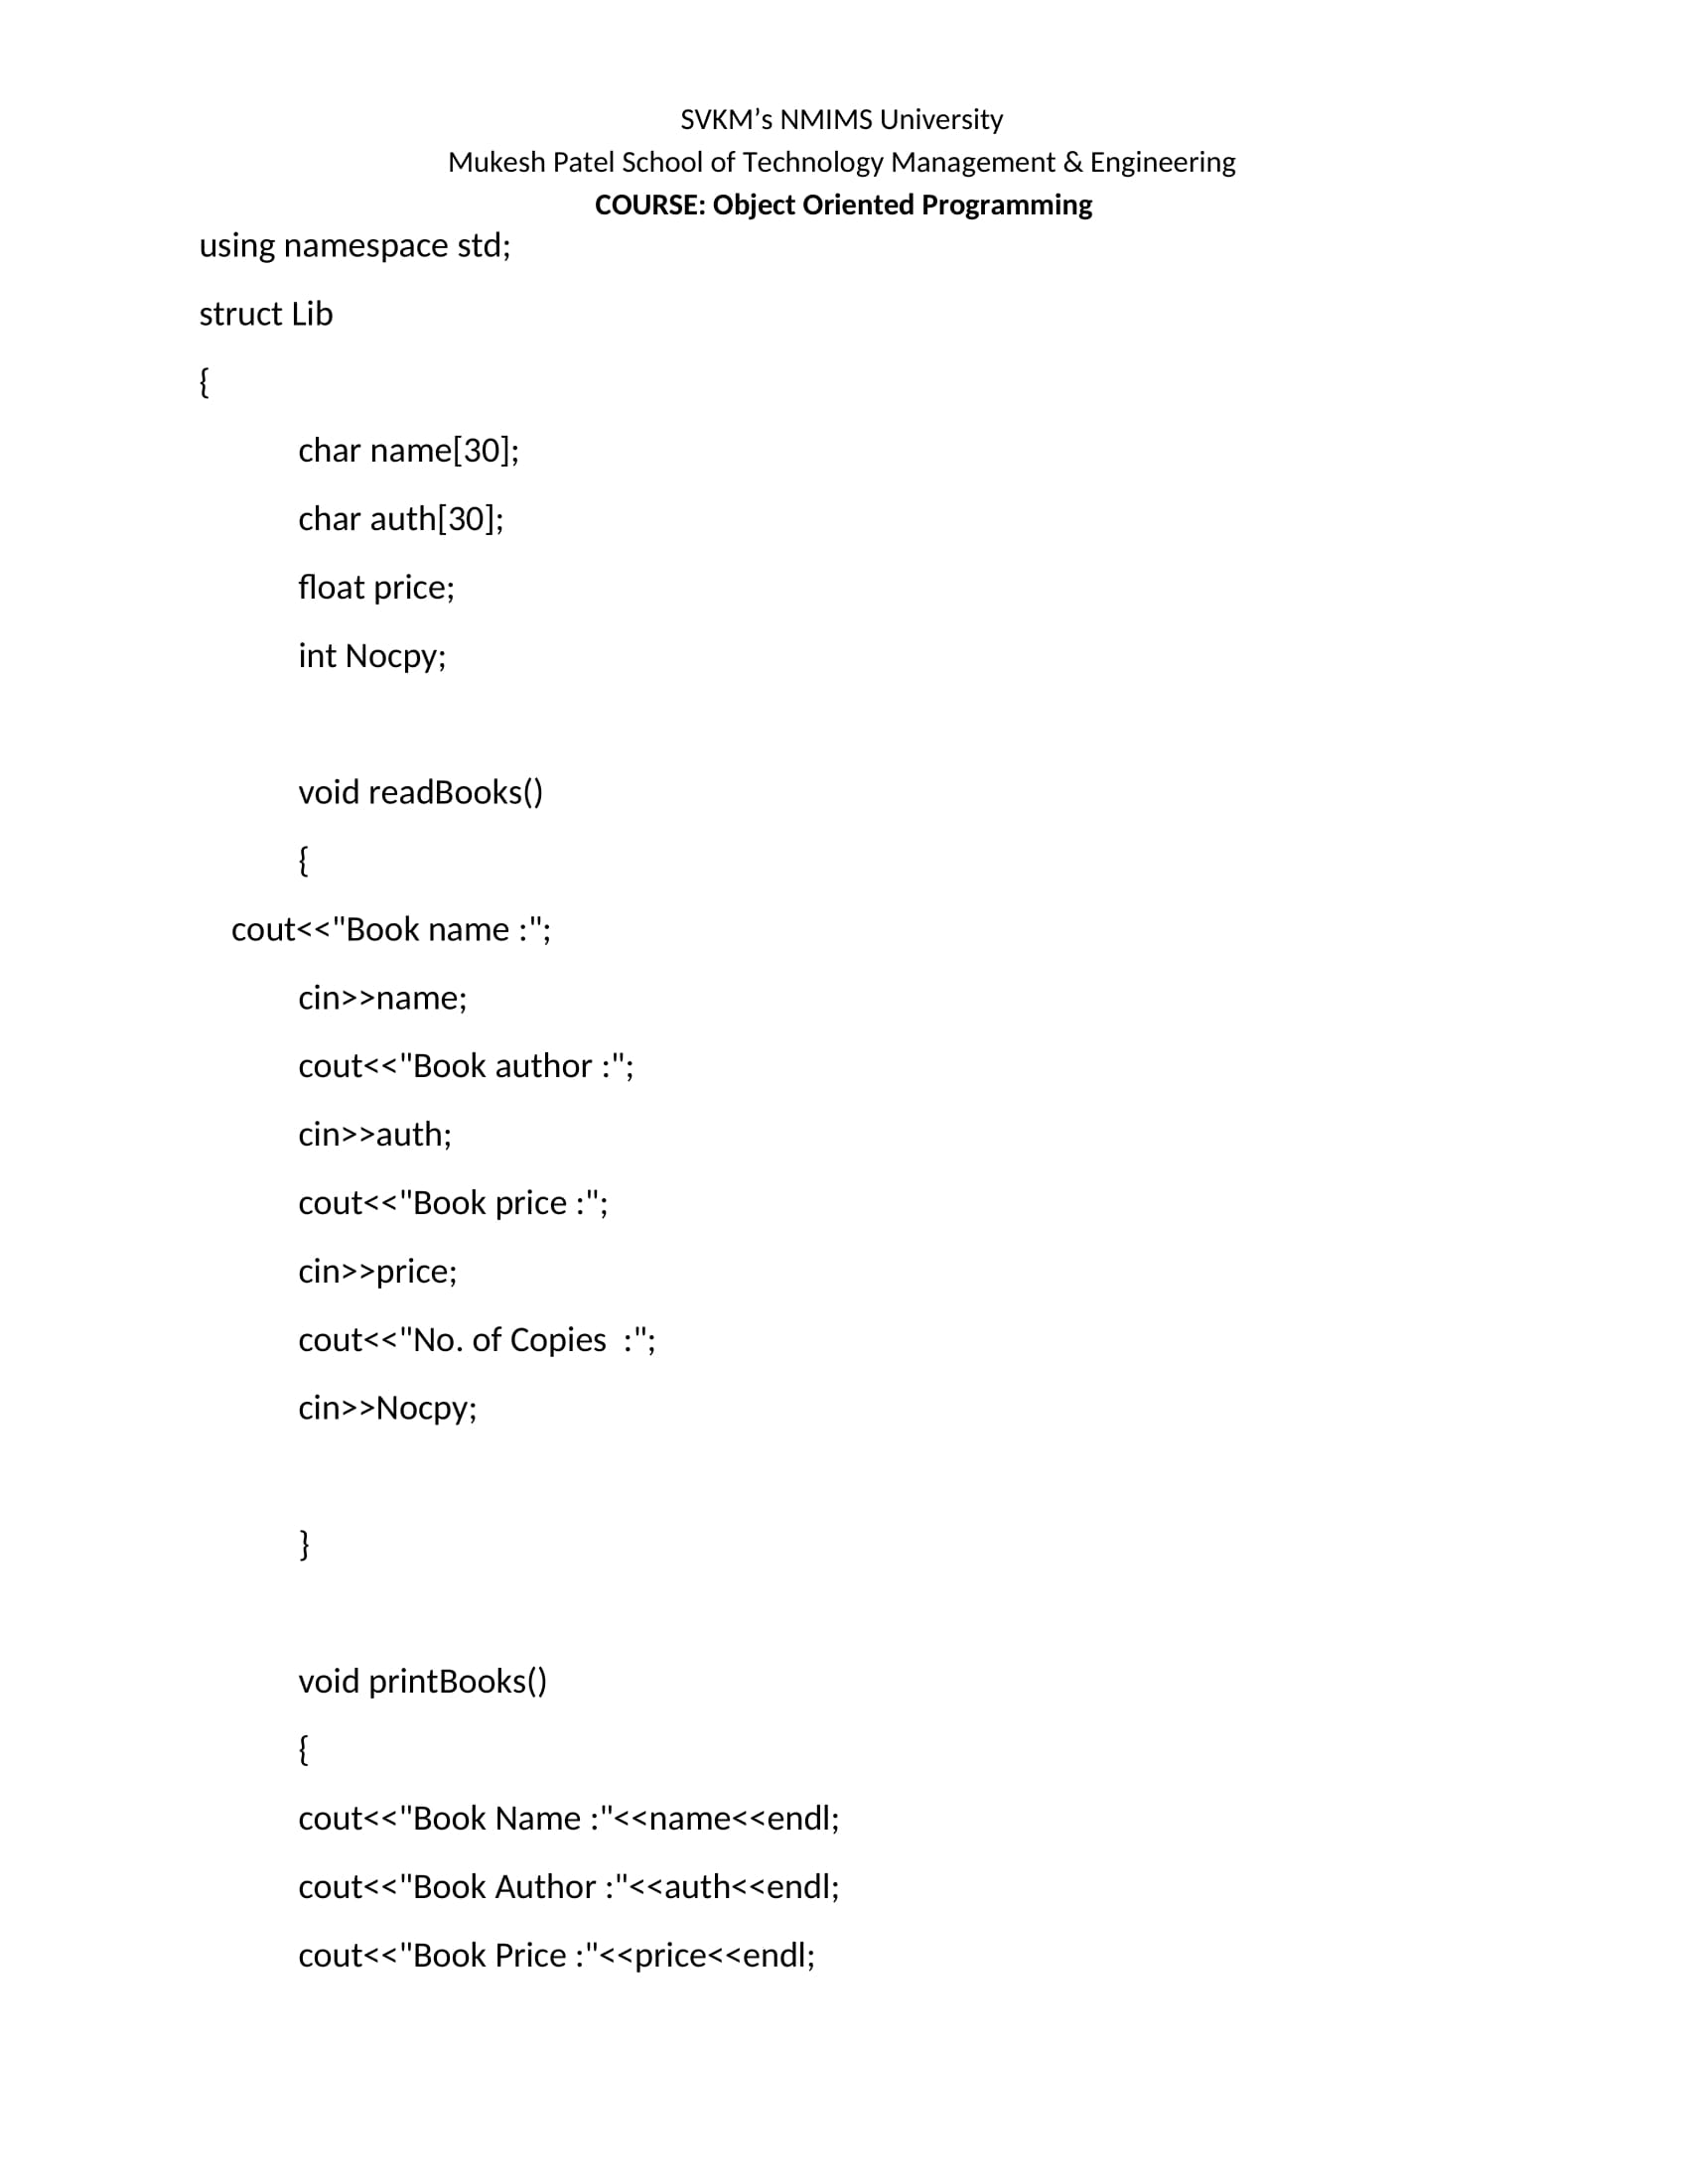 SVKM’s NMIMS University
Mukesh Patel School of Technology Management & Engineering
COURSE: Object Oriented Programming
using namespace std;
struct Lib
{
char name[30];
char auth[30];
float price;
int Nocpy;
void readBooks()
{
cout<<"Book name :";
cin>>name;
cout<<"Book author :";
cin>>auth;
cout<<"Book price :";
cin>>price;
cout<<"No. of Copies  :";
cin>>Nocpy;
}
void printBooks()
{
cout<<"Book Name :"<<name<<endl;
cout<<"Book Author :"<<auth<<endl;
cout<<"Book Price :"<<price<<endl;